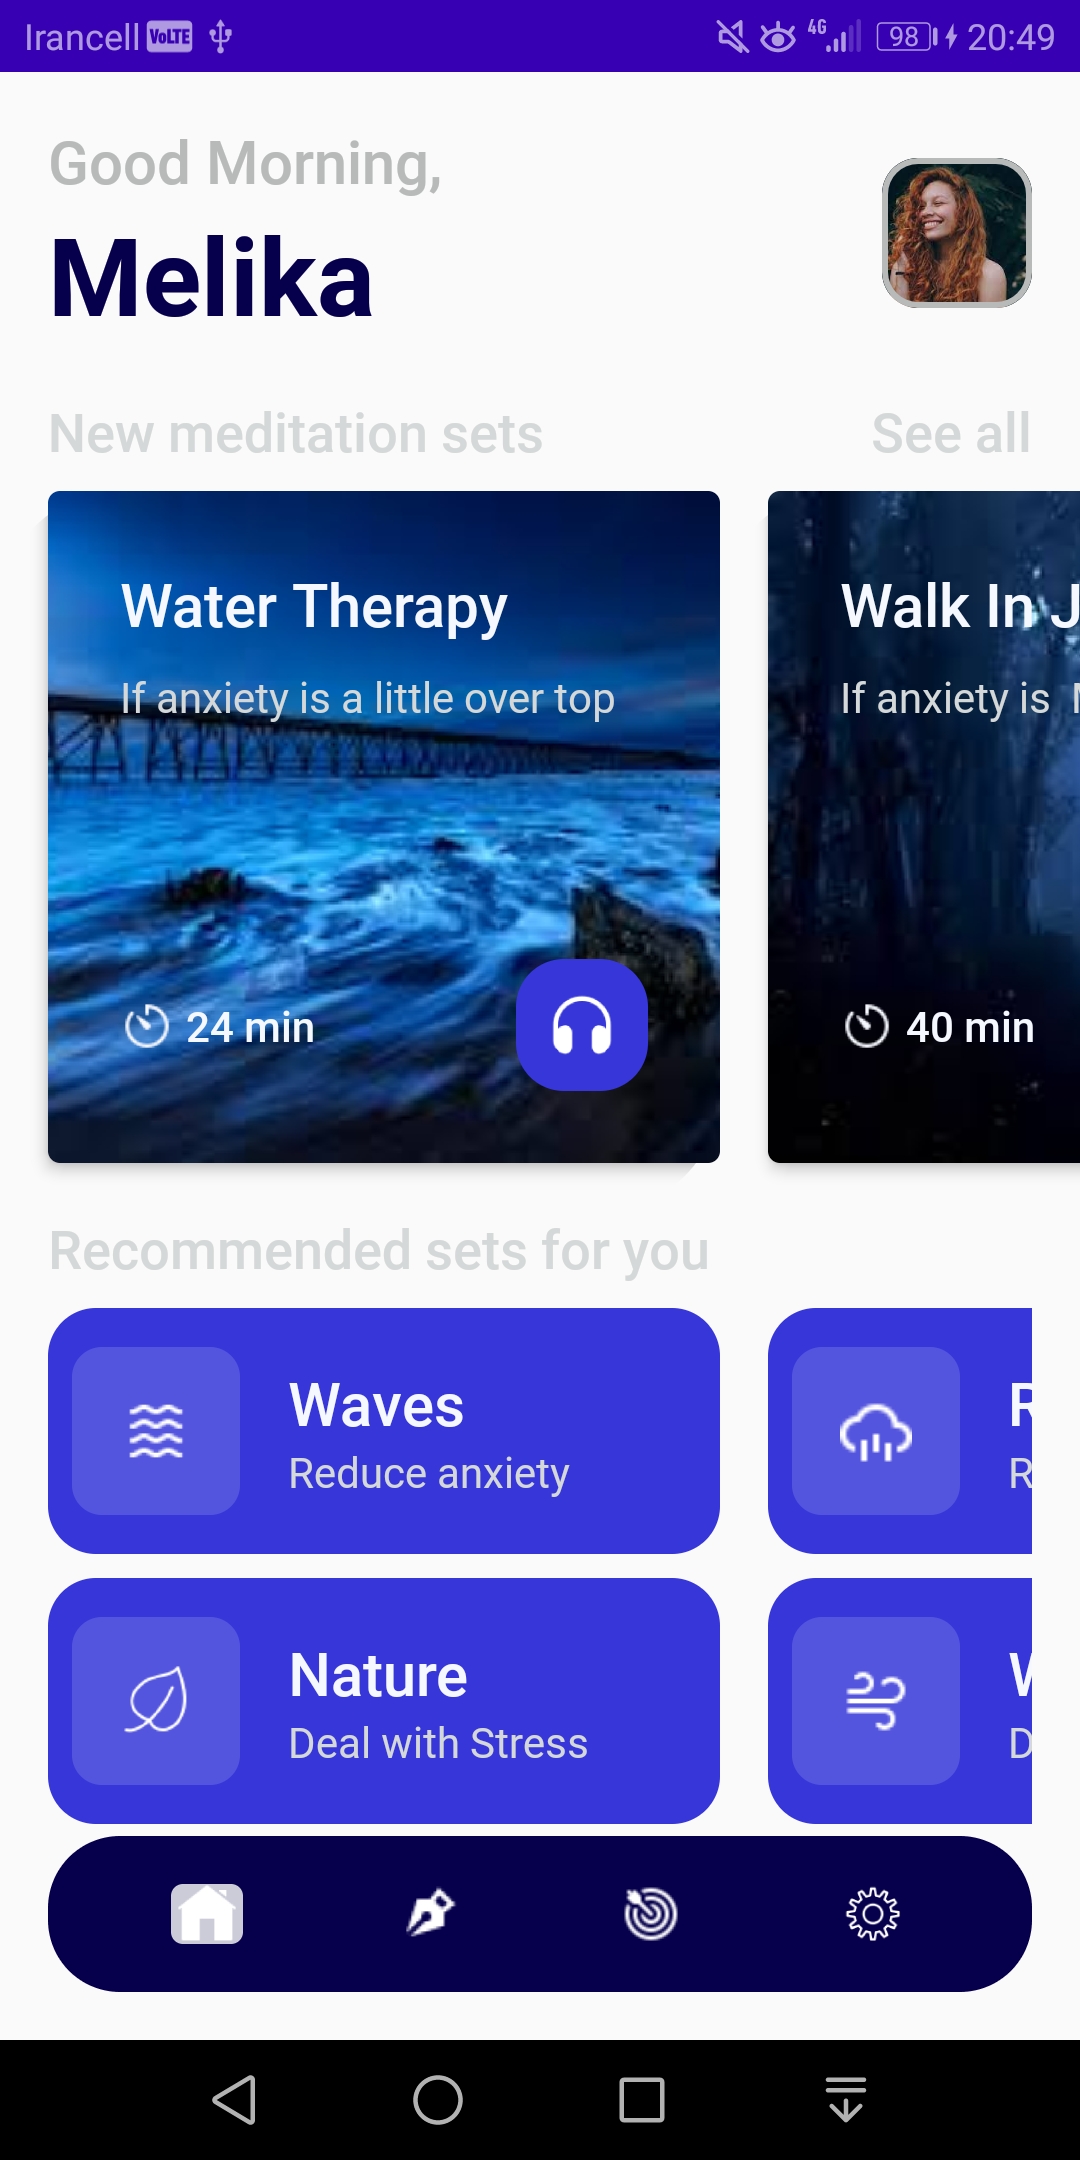 Irancell VoLTE 4G 98 20:49
Good Morning,
Melika
New meditation sets See all
Water Therapy
If anxiety is a little over top
24 min
Walk In J
If anxiety is
40 min
Recommended sets for you
Waves
Reduce anxiety
R
R
Nature
Deal with Stress
W
D